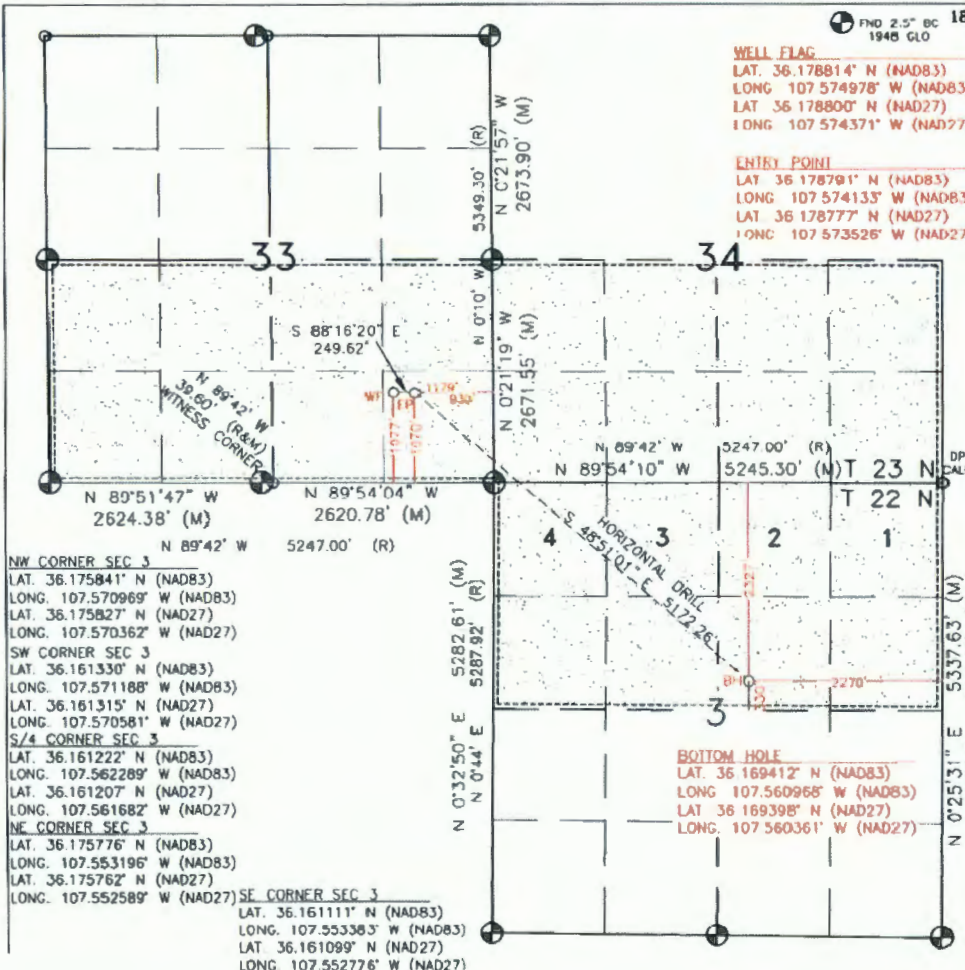 FND 2.5" BC 18
1948 GLO
WELL FLAG
LAT. 36.178814° N (NAD83)
LONG 107.574978° W (NAD83
LAT 36.178800° N (NAD27)
LONG 107.574371° W (NAD27
ENTRY POINT
LAT 36.178791° N (NAD83)
LONG 107.574133° W (NAD83
LAT 36.178777° N (NAD27)
LONG 107.573526° W (NAD27
5349.30' (R)
N 0°21'57" W
2673.90' (M)
33
34
S 88°16'20" E
249.62'
N 0°10' W
N 0°21'19" W
2671.55' (M)
WF
EP
1179'
930'
1977'
1970'
N 89°42' W
39.60' (R&M)
WITNESS CORNER
N 89°42' W 5247.00' (R)
N 89°54'10" W 5245.30' (M)
T 23 N
T 22 N
N 89°51'47" W
2624.38' (M)
N 89°54'04" W
2620.78' (M)
N 89°42' W 5247.00' (R)
4
3
2
1
HORIZONTAL DRILL
S 48°51'01" E 5172.26'
2327'
BH
2270'
330'
3
NW CORNER SEC 3
LAT. 36.175841° N (NAD83)
LONG. 107.570969° W (NAD83)
LAT. 36.175827° N (NAD27)
LONG. 107.570362° W (NAD27)
SW CORNER SEC 3
LAT. 36.161330° N (NAD83)
LONG. 107.571188° W (NAD83)
LAT. 36.161315° N (NAD27)
LONG. 107.570581° W (NAD27)
S/4 CORNER SEC 3
LAT. 36.161222° N (NAD83)
LONG. 107.562289° W (NAD83)
LAT. 36.161207° N (NAD27)
LONG. 107.561682° W (NAD27)
NE CORNER SEC 3
LAT. 36.175776° N (NAD83)
LONG. 107.553196° W (NAD83)
LAT. 36.175762° N (NAD27)
LONG. 107.552589° W (NAD27)
SE CORNER SEC 3
LAT. 36.161111° N (NAD83)
LONG. 107.553383° W (NAD83)
LAT. 36.161099° N (NAD27)
LONG. 107.552776° W (NAD27)
N 0°32'50" E 5282.61' (M)
N 0°44' E 5287.92' (R)
N 0°25'31" E 5337.63' (M)
BOTTOM HOLE
LAT. 36.169412° N (NAD83)
LONG 107.560968° W (NAD83)
LAT 36.169398° N (NAD27)
LONG. 107.560361° W (NAD27)